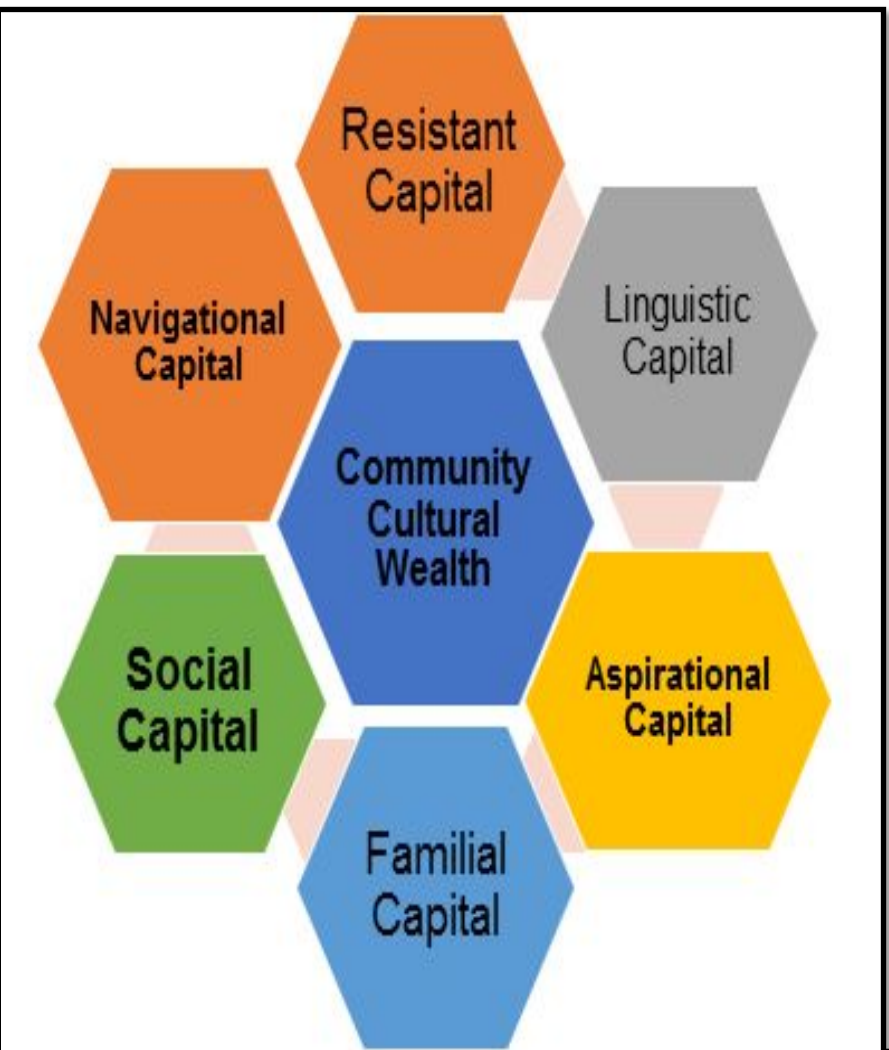 Resistant
Capital
Navigational
Capital
Linguistic
Capital
Community
Cultural
Wealth
Social
Capital
Aspirational
Capital
Familial
Capital